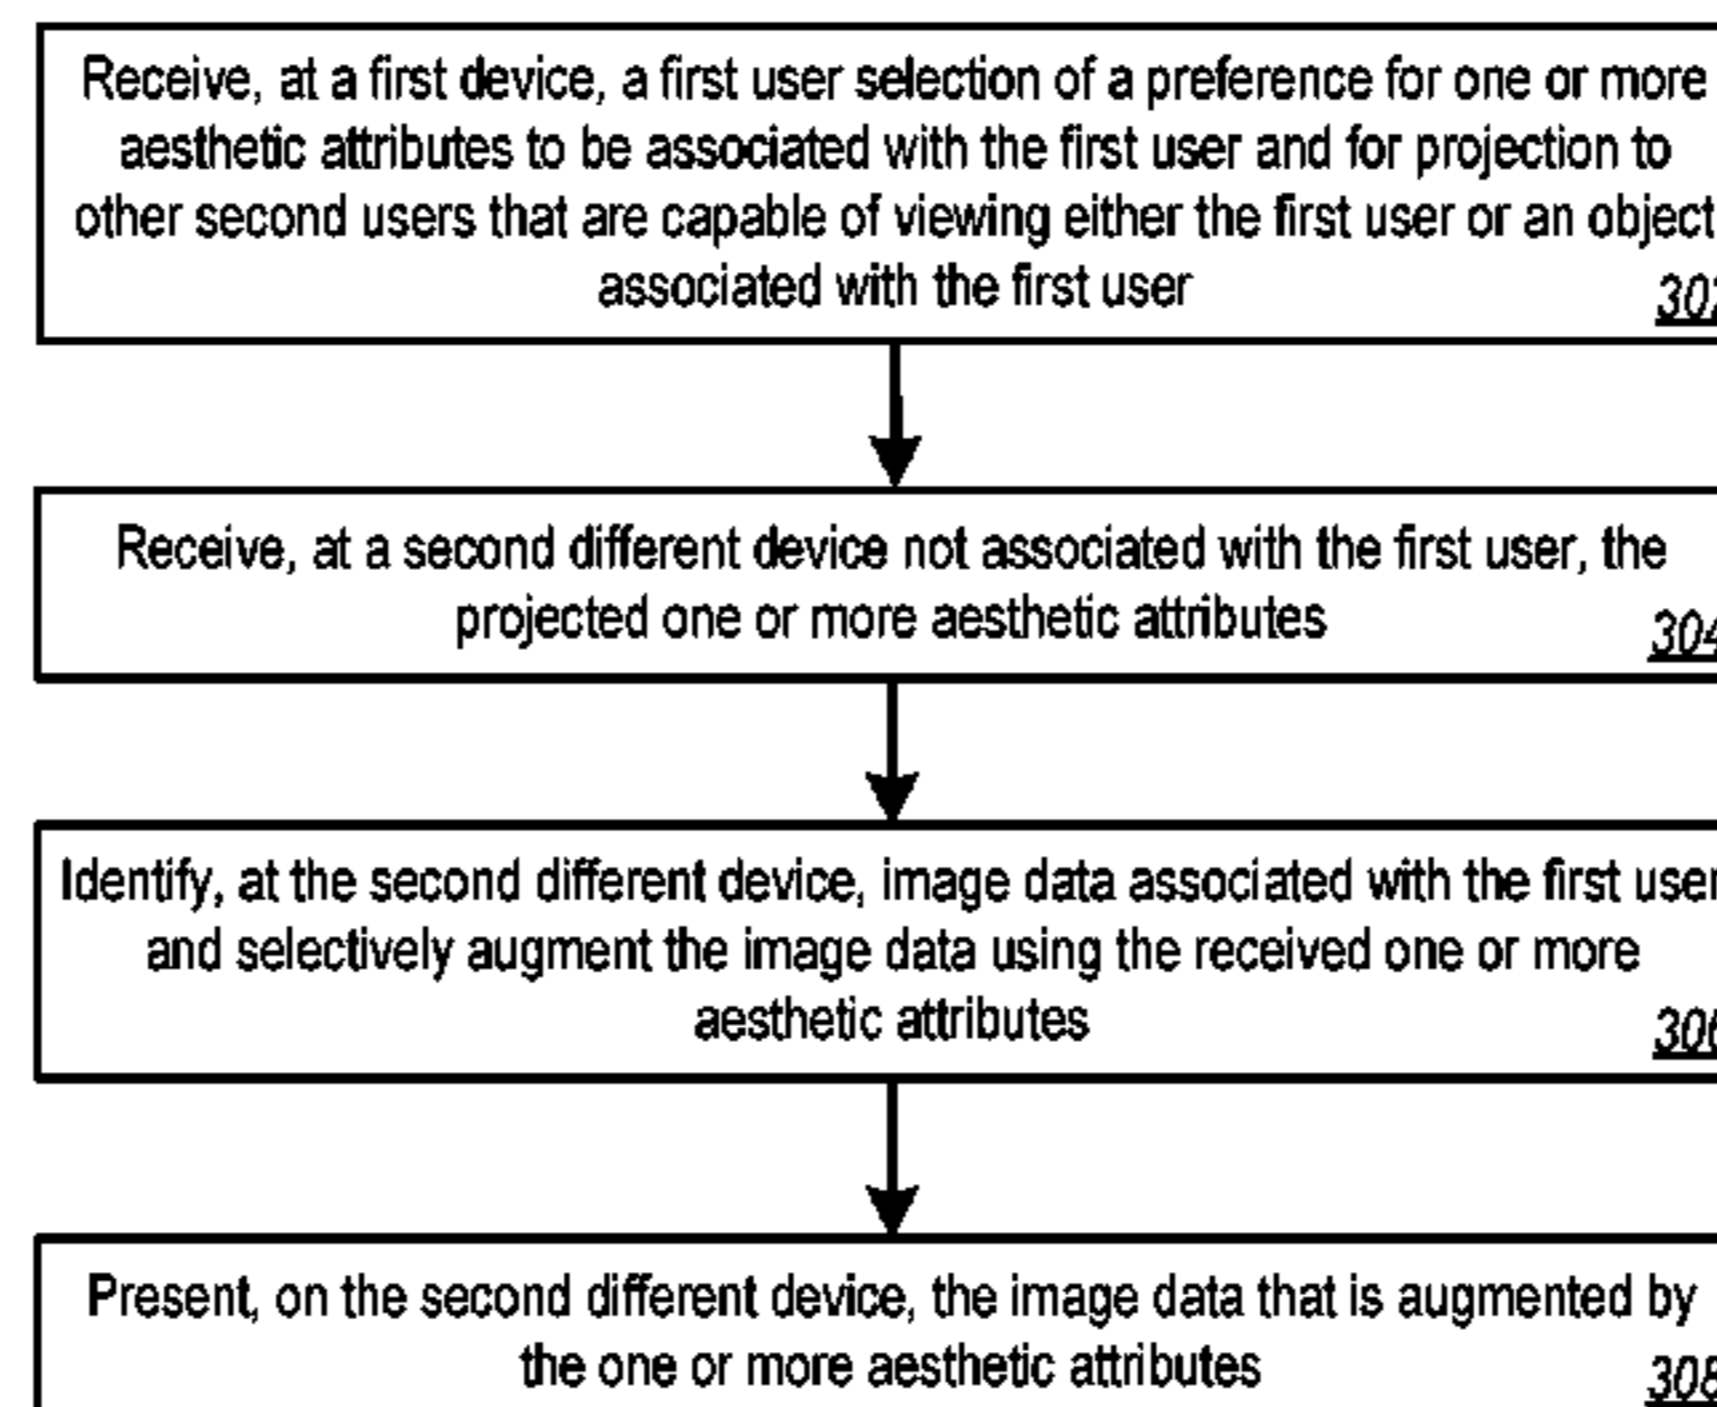 Receive, at a first device, a first user selection of a preference for one or more
aesthetic attributes to be associated with the first user and for projection to
other second users that are capable of viewing either the first user or an object
associated with the first user
302
Receive, at a second different device not associated with the first user, the
projected one or more aesthetic attributes
304
Identify, at the second different device, image data associated with the first user
and selectively augment the image data using the received one or more
aesthetic attributes
306
Present, on the second different device, the image data that is augmented by
the one or more aesthetic attributes
308